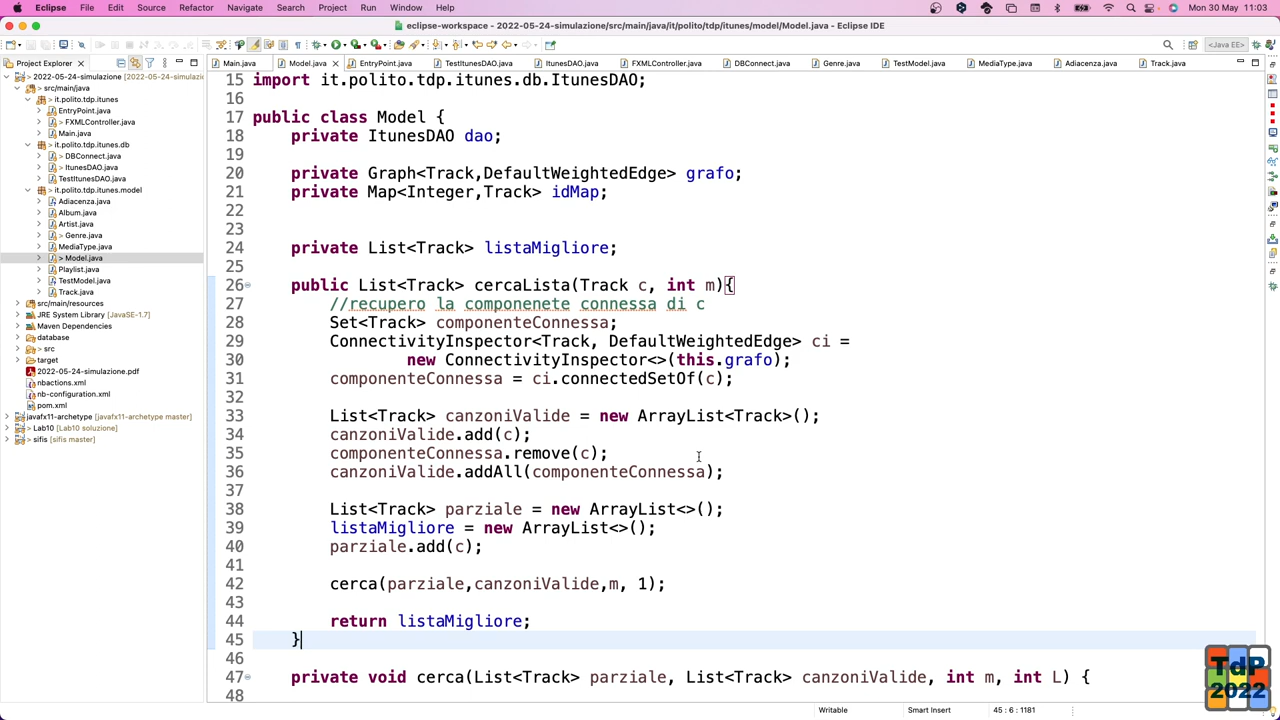 Eclipse File Edit Source Refactor Navigate Search Project Run Window Help Mon 30 May 11:03
eclipse-workspace - 2022-05-24-simulazione/src/main/java/it/polito/tdp/itunes/model/Model.java - Eclipse IDE
<Java EE>
Project Explorer
Main.java Model.java EntryPoint.java TestItunesDAO.java ItunesDAO.java FXMLController.java DBConnect.java Genre.java TestModel.java MediaType.java Adiacenza.java Track.java
> 2022-05-24-simulazione [2022-05-24-simulazi
> src/main/java
> it.polito.tdp.itunes
EntryPoint.java
> FXMLController.java
Main.java
> it.polito.tdp.itunes.db
DBConnect.java
> ItunesDAO.java
TestItunesDAO.java
> it.polito.tdp.itunes.model
Adiacenza.java
Album.java
Artist.java
> Genre.java
MediaType.java
> Model.java
Playlist.java
TestModel.java
Track.java
src/main/resources
JRE System Library [JavaSE-1.7]
Maven Dependencies
database
> src
target
2022-05-24-simulazione.pdf
nbactions.xml
nb-configuration.xml
pom.xml
javafx11-archetype [javafx11-archetype master]
> Lab10 [Lab10 soluzione]
> sifis [sifis master]
15 import it.polito.tdp.itunes.db.ItunesDAO;
16
17 public class Model {
18 private ItunesDAO dao;
19
20 private Graph<Track,DefaultWeightedEdge> grafo;
21 private Map<Integer,Track> idMap;
22
23
24 private List<Track> listaMigliore;
25
26 public List<Track> cercaLista(Track c, int m){
27 //recupero la componenete connessa di c
28 Set<Track> componenteConnessa;
29 ConnectivityInspector<Track, DefaultWeightedEdge> ci =
30 new ConnectivityInspector<>(this.grafo);
31 componenteConnessa = ci.connectedSetOf(c);
32
33 List<Track> canzoniValide = new ArrayList<Track>();
34 canzoniValide.add(c);
35 componenteConnessa.remove(c);
36 canzoniValide.addAll(componenteConnessa);
37
38 List<Track> parziale = new ArrayList<>();
39 listaMigliore = new ArrayList<>();
40 parziale.add(c);
41
42 cerca(parziale,canzoniValide,m, 1);
43
44 return listaMigliore;
45 }
46
47 private void cerca(List<Track> parziale, List<Track> canzoniValide, int m, int L) {
48
Writable Smart Insert 45 : 6 : 1181
TdP
2022